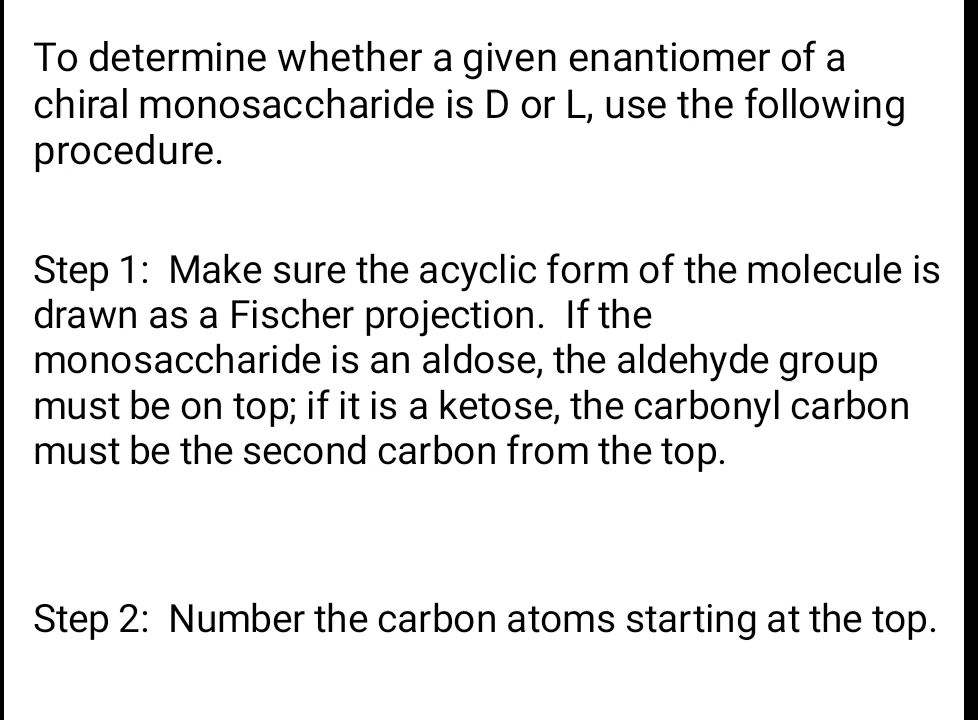 To determine whether a given enantiomer of a
chiral monosaccharide is D or L, use the following
procedure.
Step 1:  Make sure the acyclic form of the molecule is
drawn as a Fischer projection.  If the
monosaccharide is an aldose, the aldehyde group
must be on top; if it is a ketose, the carbonyl carbon
must be the second carbon from the top.
Step 2:  Number the carbon atoms starting at the top.